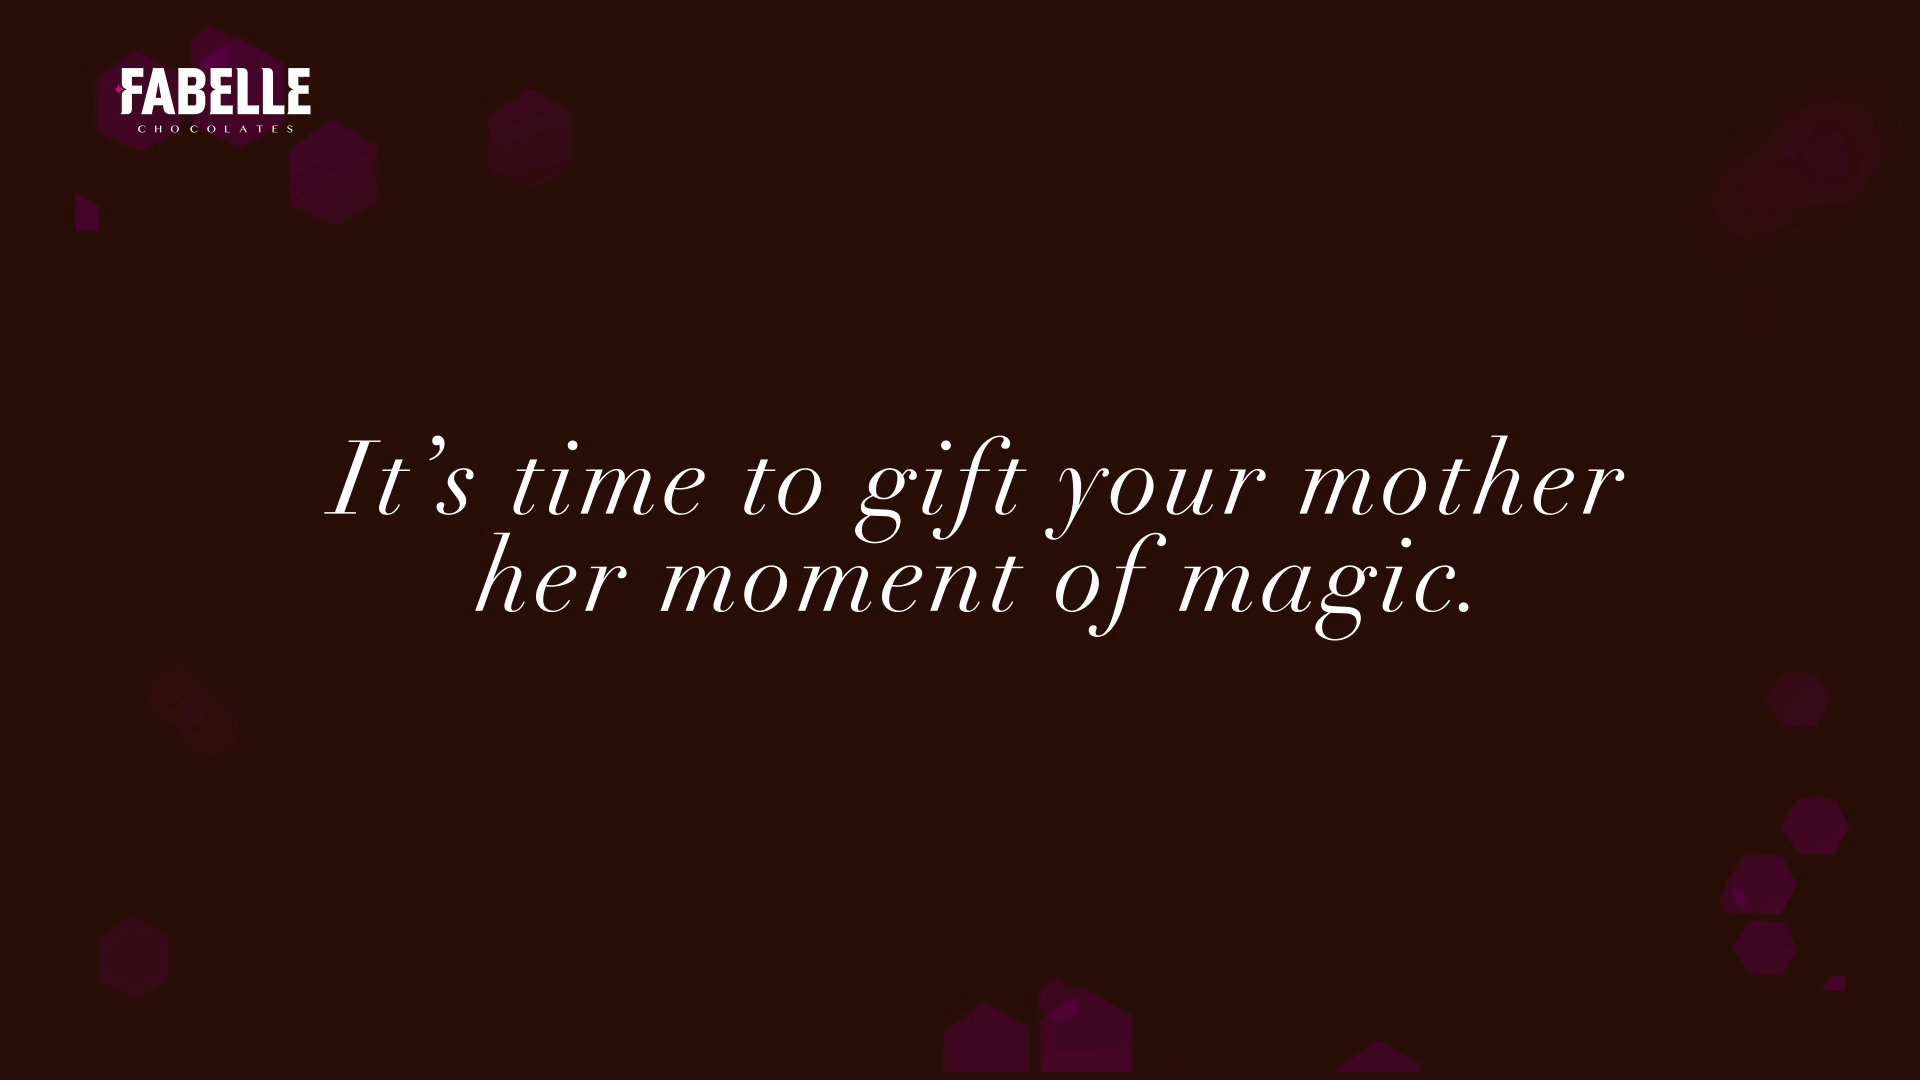 FABELLE
CHOCOLATES
It’s time to gift your mother
her moment of magic.